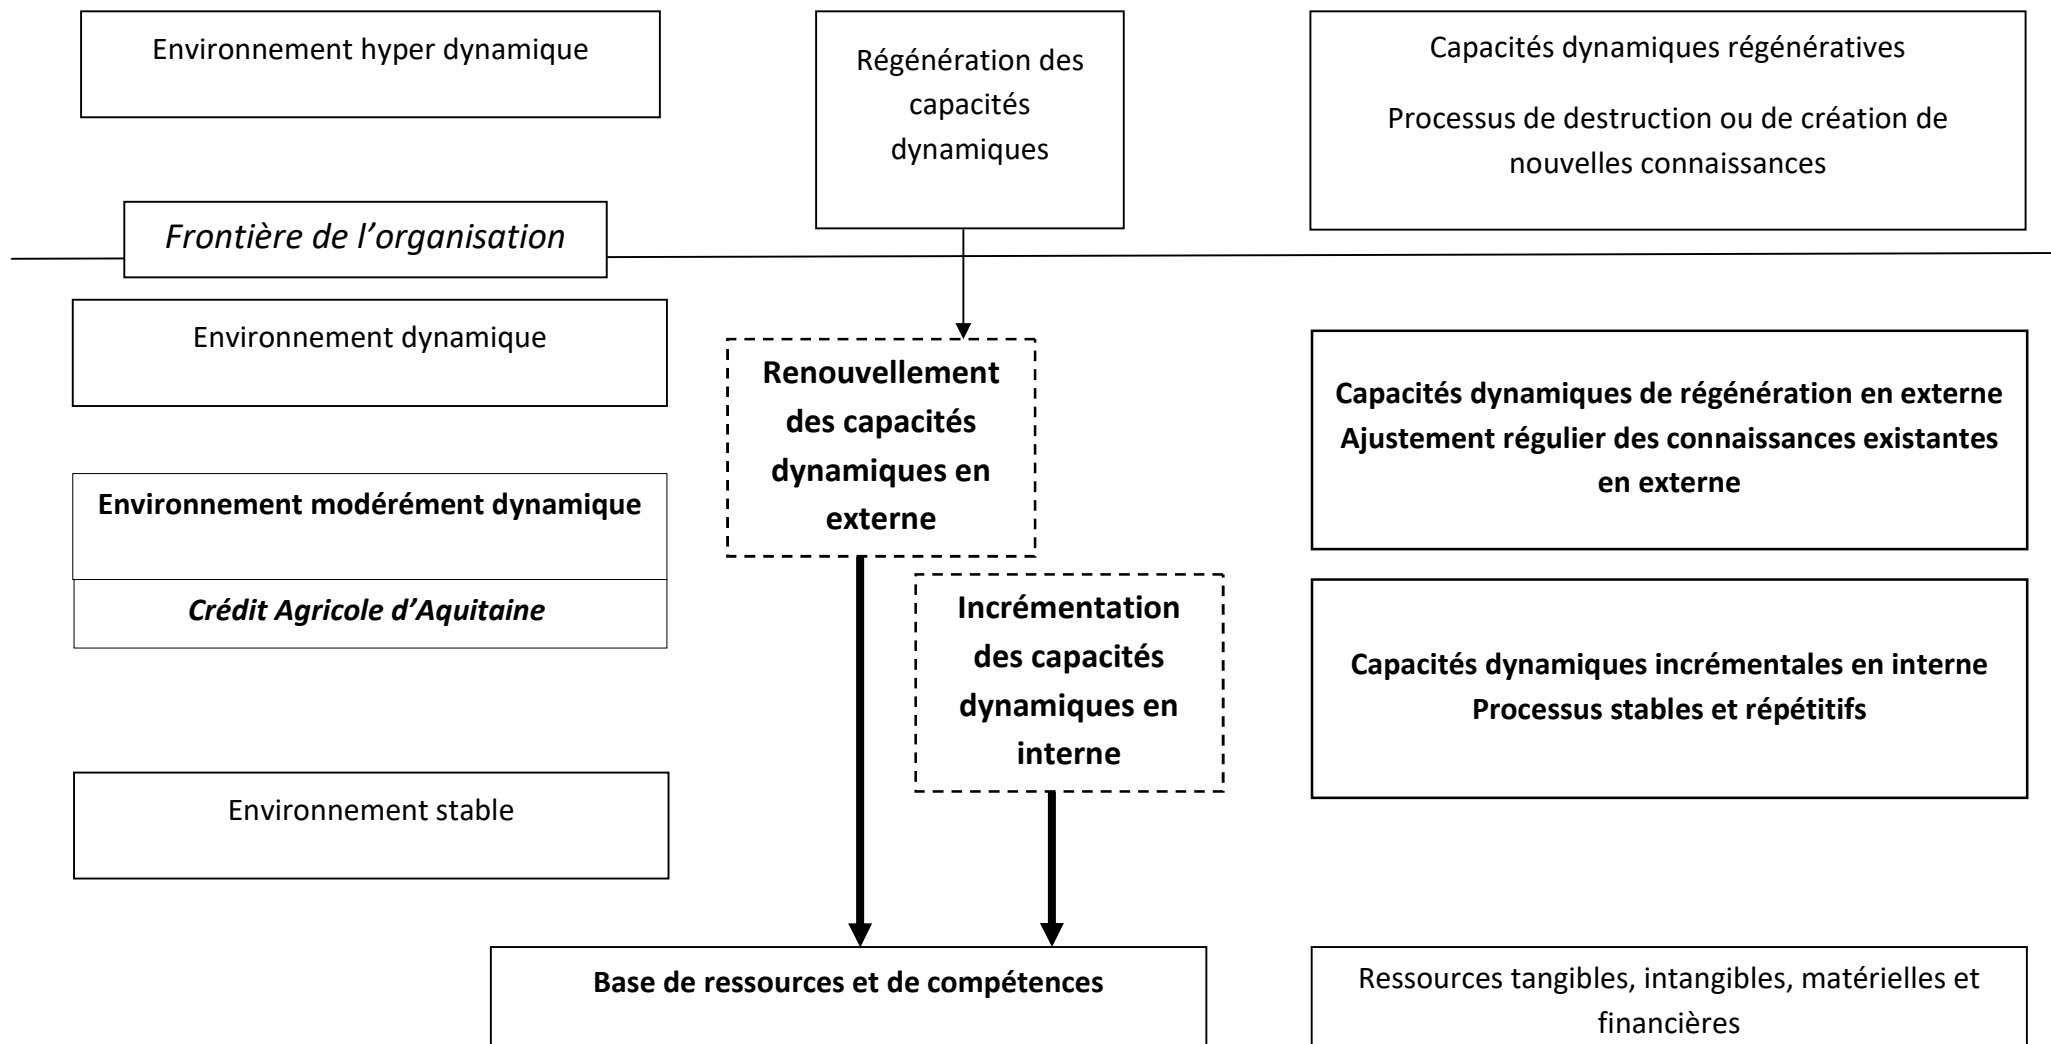 Environnement hyper dynamique
Régénération des
capacités
dynamiques
Capacités dynamiques régénératives
Processus de destruction ou de création de
nouvelles connaissances
Frontière de l’organisation
Environnement dynamique
Renouvellement
des capacités
dynamiques en
externe
Capacités dynamiques de régénération en externe
Ajustement régulier des connaissances existantes
en externe
Environnement modérément dynamique
Crédit Agricole d’Aquitaine
Incrémentation
des capacités
dynamiques en
interne
Capacités dynamiques incrémentales en interne
Processus stables et répétitifs
Environnement stable
Base de ressources et de compétences
Ressources tangibles, intangibles, matérielles et
financières